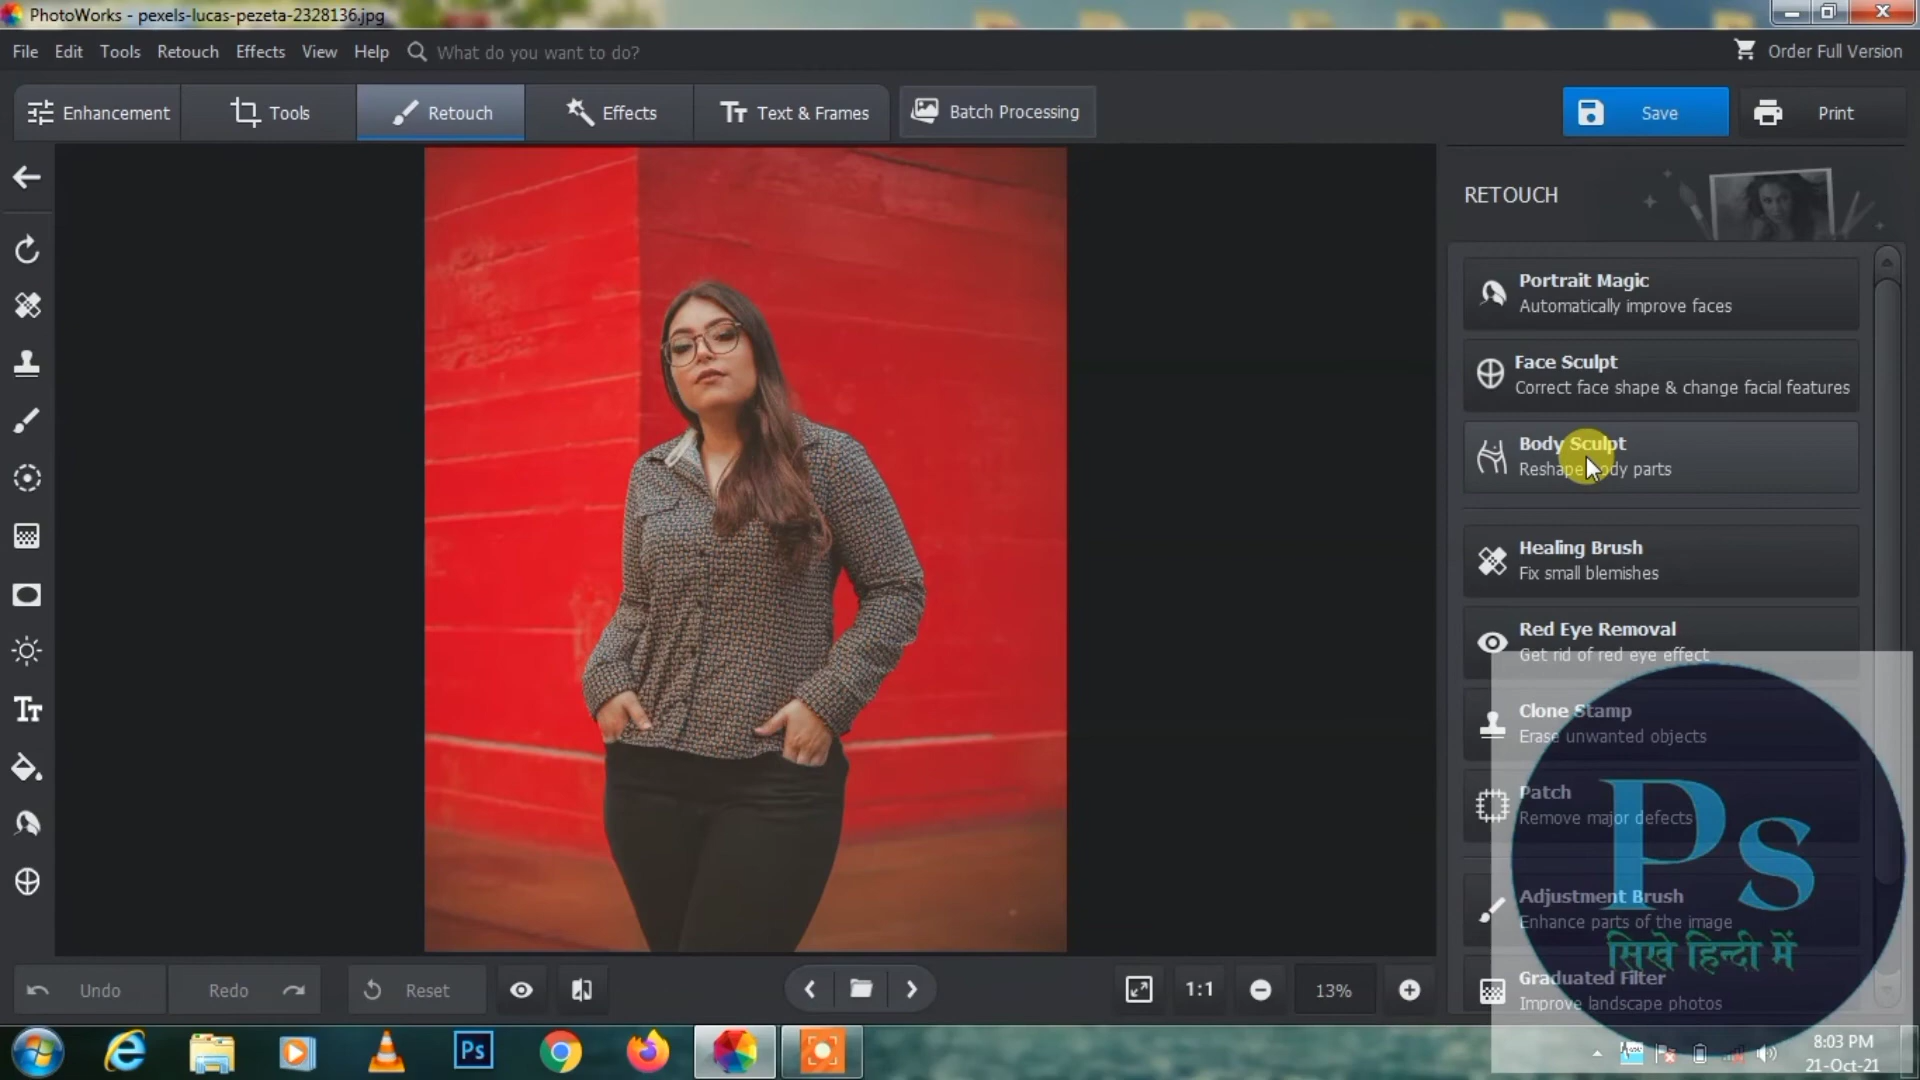 PhotoWorks - pexels-lucas-pezeta-2328136.jpg
File Edit Tools Retouch Effects View Help What do you want to do? Order Full Version
Enhancement Tools Retouch Effects Text & Frames Batch Processing Save Print
RETOUCH
Portrait Magic
Automatically improve faces
Face Sculpt
Correct face shape & change facial features
Body Sculpt
Reshape body parts
Healing Brush
Fix small blemishes
Red Eye Removal
Get rid of red eye effect
Clone Stamp
Erase unwanted objects
Patch
Remove major defects
Adjustment Brush
Enhance parts of the image
Graduated Filter
Improve landscape photos
Ps
सिखे हिन्दी में
Undo Redo Reset 1:1 13%
Ps
8:03 PM
21-Oct-21